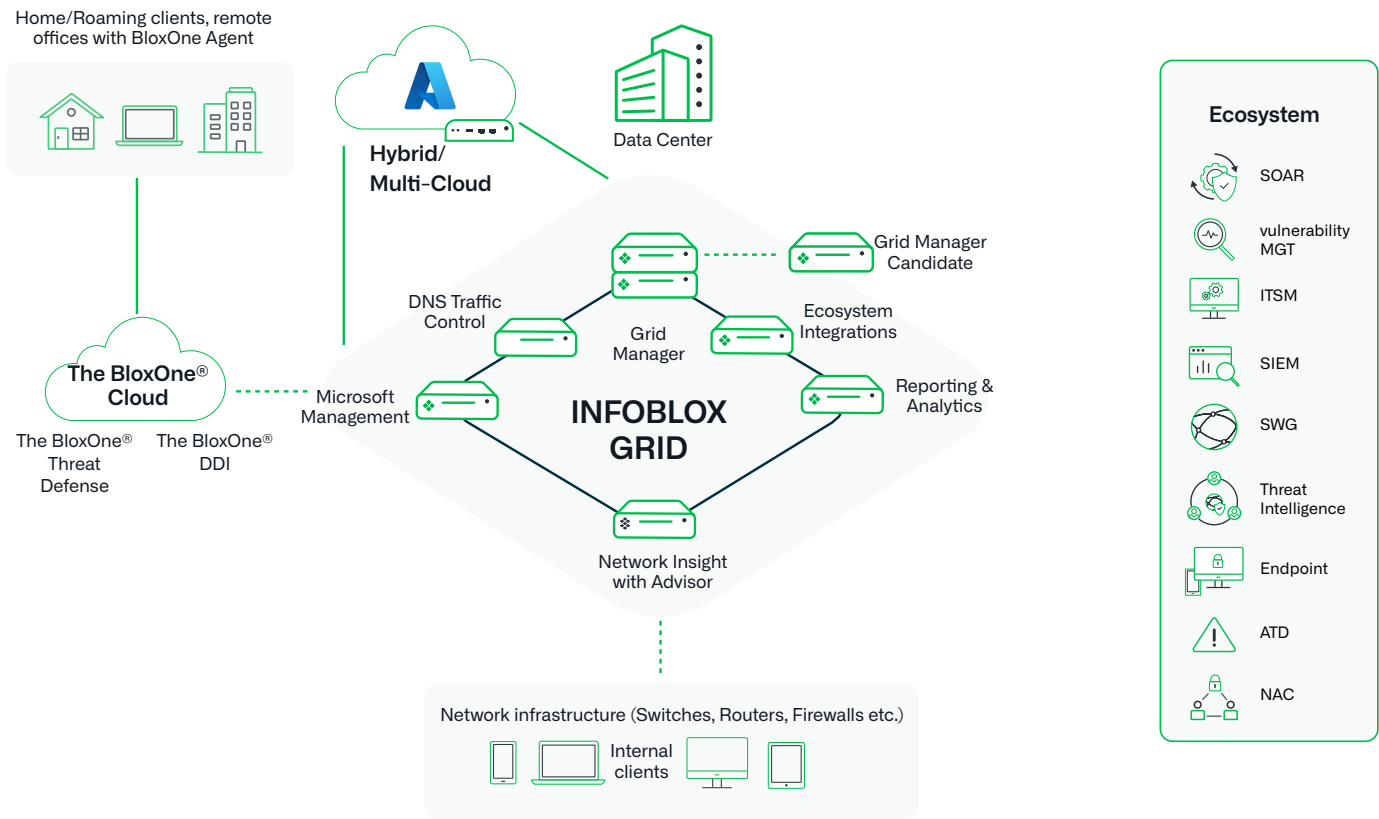 Home/Roaming clients, remote
offices with BloxOne Agent
Hybrid/
Multi-Cloud
Data Center
Grid Manager
Candidate
DNS Traffic
Control
Grid
Manager
Ecosystem
Integrations
The BloxOne®
Cloud
The BloxOne®
Threat
Defense
The BloxOne®
DDI
Microsoft
Management
INFOBLOX
GRID
Reporting &
Analytics
Network Insight
with Advisor
Network infrastructure (Switches, Routers, Firewalls etc.)
Internal
clients
Ecosystem
SOAR
vulnerability
MGT
ITSM
SIEM
SWG
Threat
Intelligence
Endpoint
ATD
NAC